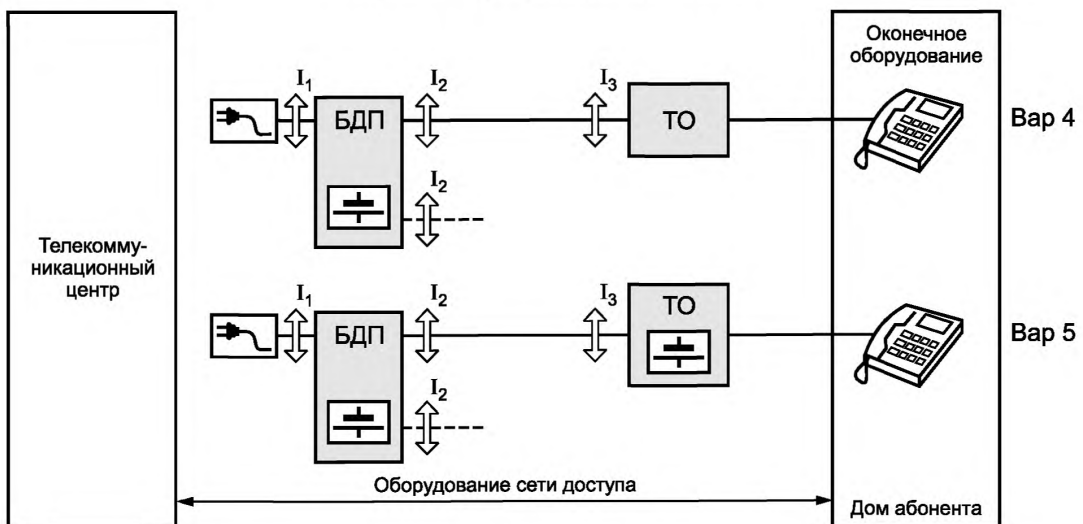 Оконечное
оборудование
I₁
I₂
I₃
БДП
ТО
Вар 4
I₂
Телекомму-
никационный
центр
I₁
I₂
I₃
БДП
ТО
Вар 5
I₂
Оборудование сети доступа
Дом абонента